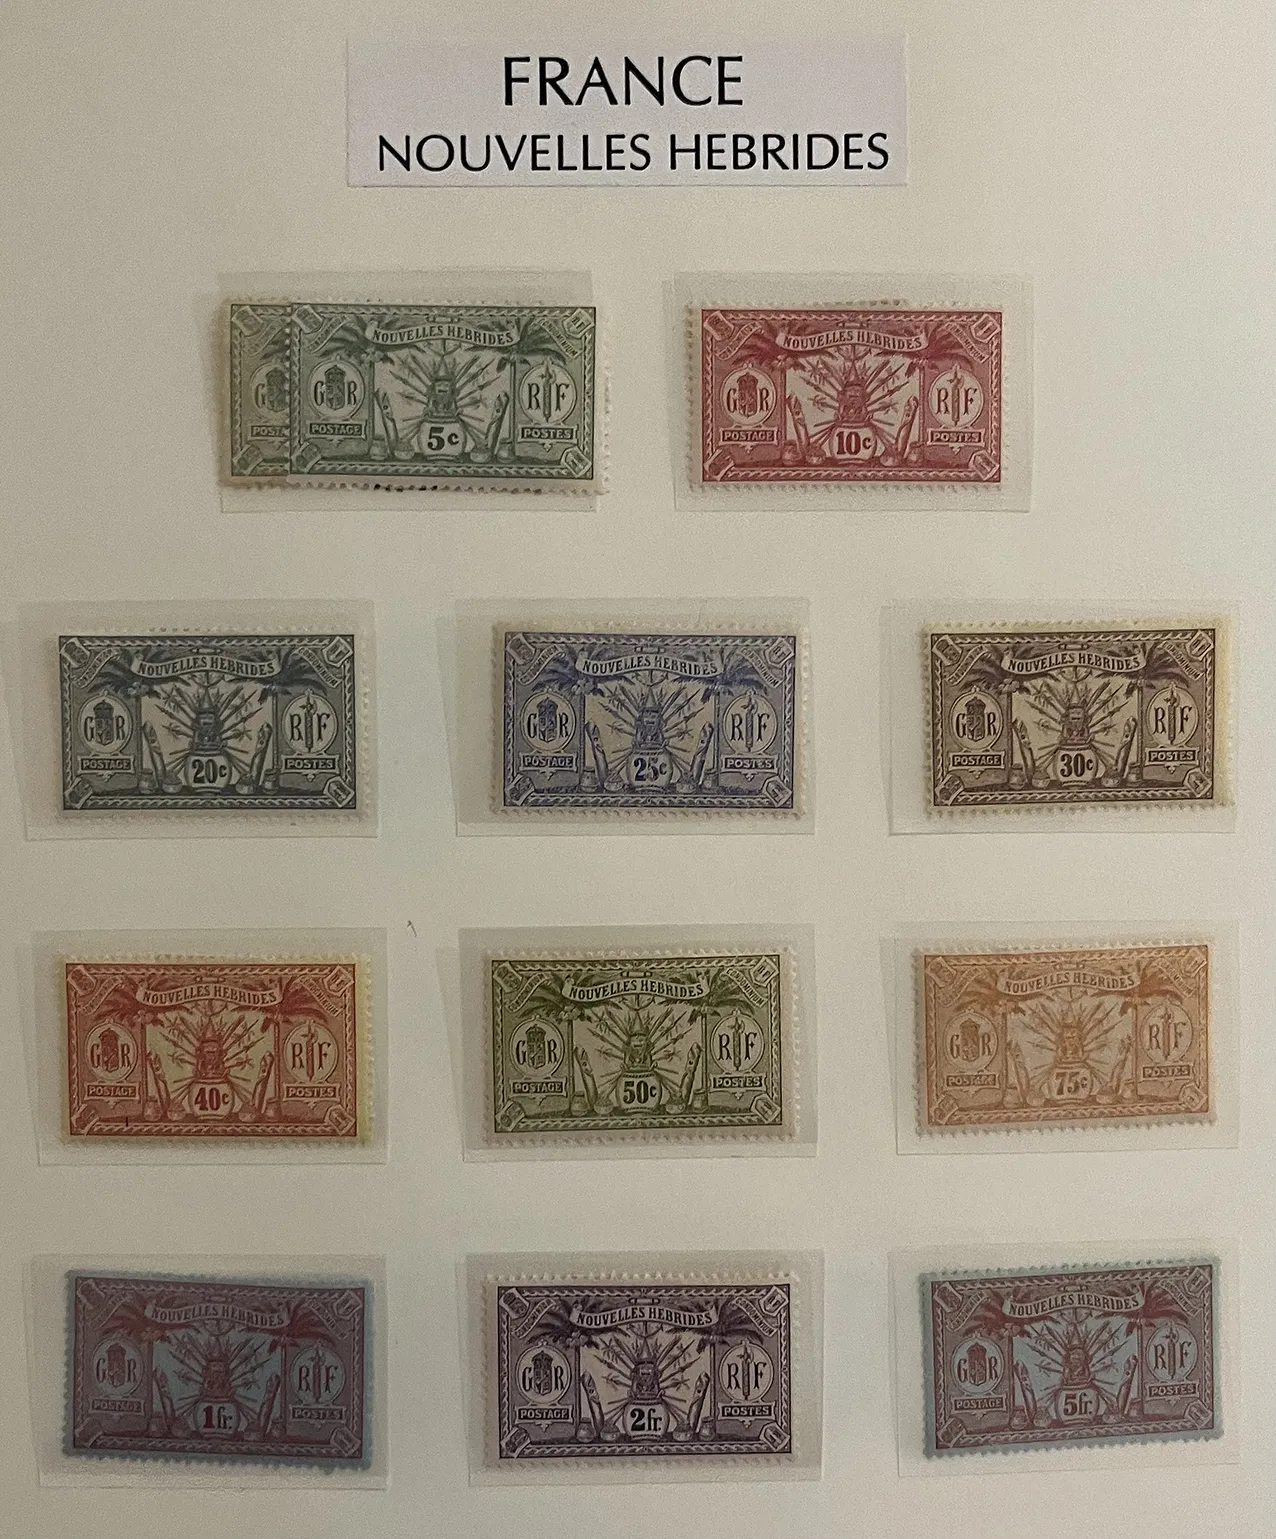 FRANCE
NOUVELLES HEBRIDES
NOUVELLES HEBRIDES
G R
G R
R F
POSTAGE
5c
POSTES
NOUVELLES HEBRIDES
G R
R F
POSTAGE
10c
POSTES
NOUVELLES HEBRIDES
G R
R F
POSTAGE
20c
POSTES
NOUVELLES HEBRIDES
G R
R F
POSTAGE
25c
POSTES
NOUVELLES HEBRIDES
G R
R F
POSTAGE
30c
POSTES
NOUVELLES HEBRIDES
G R
R F
POSTAGE
40c
POSTES
NOUVELLES HEBRIDES
G R
R F
POSTAGE
50c
POSTES
NOUVELLES HEBRIDES
G R
R F
POSTAGE
75c
POSTES
NOUVELLES HEBRIDES
G R
R F
POSTAGE
1fr.
POSTES
NOUVELLES HEBRIDES
G R
R F
POSTAGE
2fr.
POSTES
NOUVELLES HEBRIDES
G R
R F
POSTAGE
5fr.
POSTES